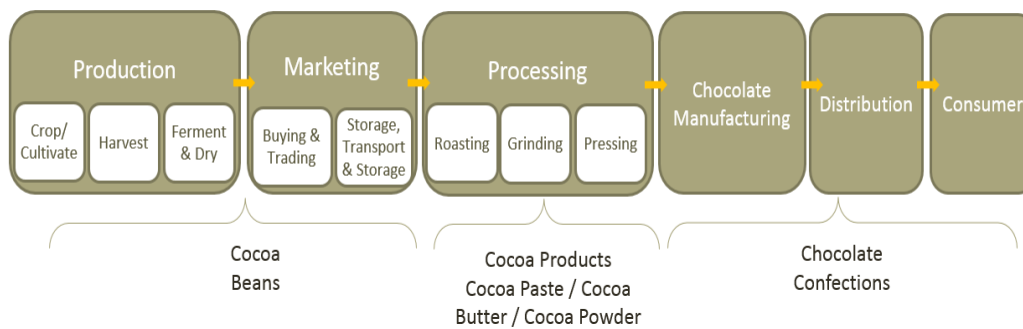 Production
Crop/
Cultivate
Harvest
Ferment
& Dry
Marketing
Buying &
Trading
Storage,
Transport
& Storage
Processing
Roasting
Grinding
Pressing
Chocolate
Manufacturing
Distribution
Consumer
Cocoa
Beans
Cocoa Products
Cocoa Paste / Cocoa
Butter / Cocoa Powder
Chocolate
Confections